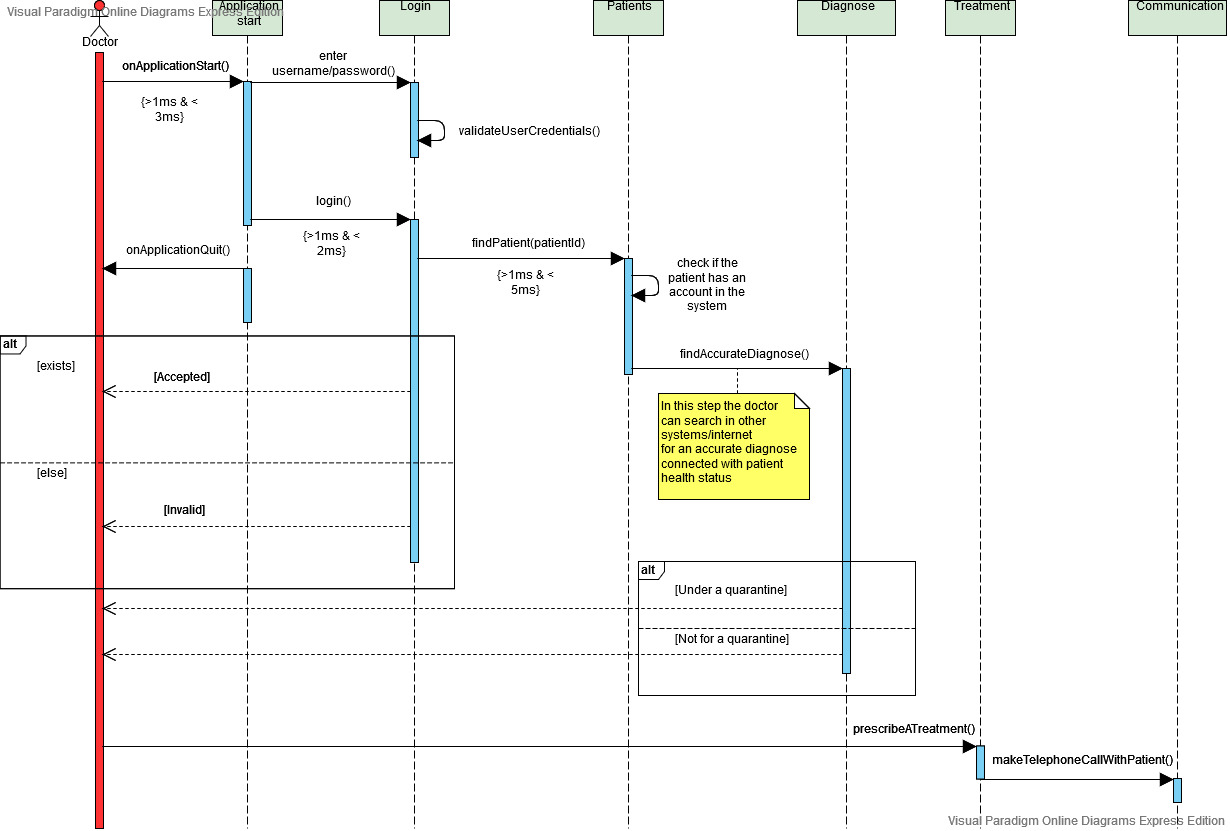 Visual Paradigm Online Diagrams Express Edition
Application
start
Login
Patients
Diagnose
Treatment
Communication
Doctor
onApplicationStart()
enter
username/password()
{>1ms & <
3ms}
validateUserCredentials()
login()
{>1ms & <
2ms}
onApplicationQuit()
findPatient(patientId)
{>1ms & <
5ms}
check if the
patient has an
account in the
system
alt
[exists]
[Accepted]
findAccurateDiagnose()
In this step the doctor
can search in other
systems/internet
for an accurate diagnose
connected with patient
health status
[else]
[Invalid]
alt
[Under a quarantine]
[Not for a quarantine]
prescribeATreatment()
makeTelephoneCallWithPatient()
Visual Paradigm Online Diagrams Express Edition